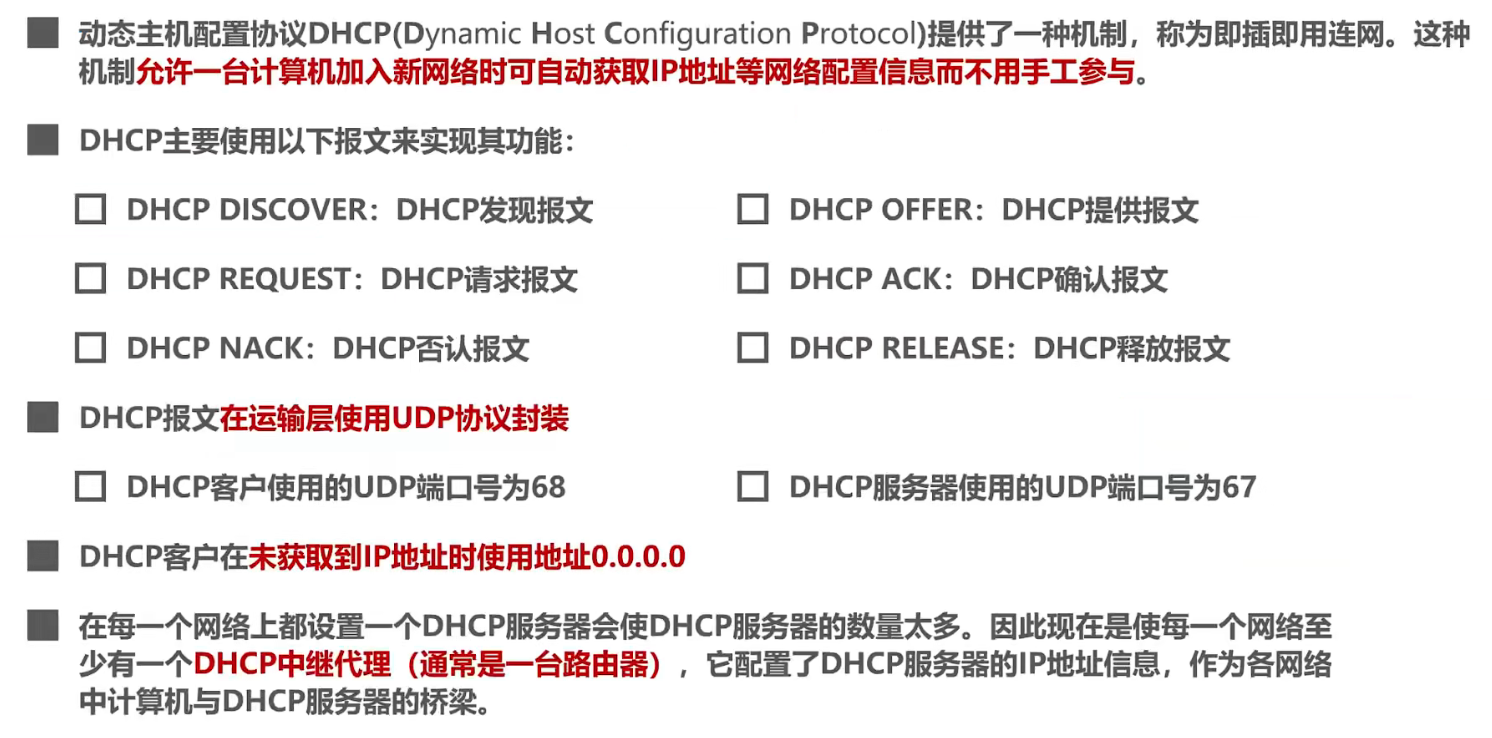 动态主机配置协议DHCP(Dynamic Host Configuration Protocol)提供了一种机制，称为即插即用连网。这种
机制允许一台计算机加入新网络时可自动获取IP地址等网络配置信息而不用手工参与。
DHCP主要使用以下报文来实现其功能：
DHCP DISCOVER：DHCP发现报文 DHCP OFFER：DHCP提供报文
DHCP REQUEST：DHCP请求报文 DHCP ACK：DHCP确认报文
DHCP NACK：DHCP否认报文 DHCP RELEASE：DHCP释放报文
DHCP报文在运输层使用UDP协议封装
DHCP客户使用的UDP端口号为68 DHCP服务器使用的UDP端口号为67
DHCP客户在未获取到IP地址时使用地址0.0.0.0
在每一个网络上都设置一个DHCP服务器会使DHCP服务器的数量太多。因此现在是使每一个网络至
少有一个DHCP中继代理（通常是一台路由器），它配置了DHCP服务器的IP地址信息，作为各网络
中计算机与DHCP服务器的桥梁。